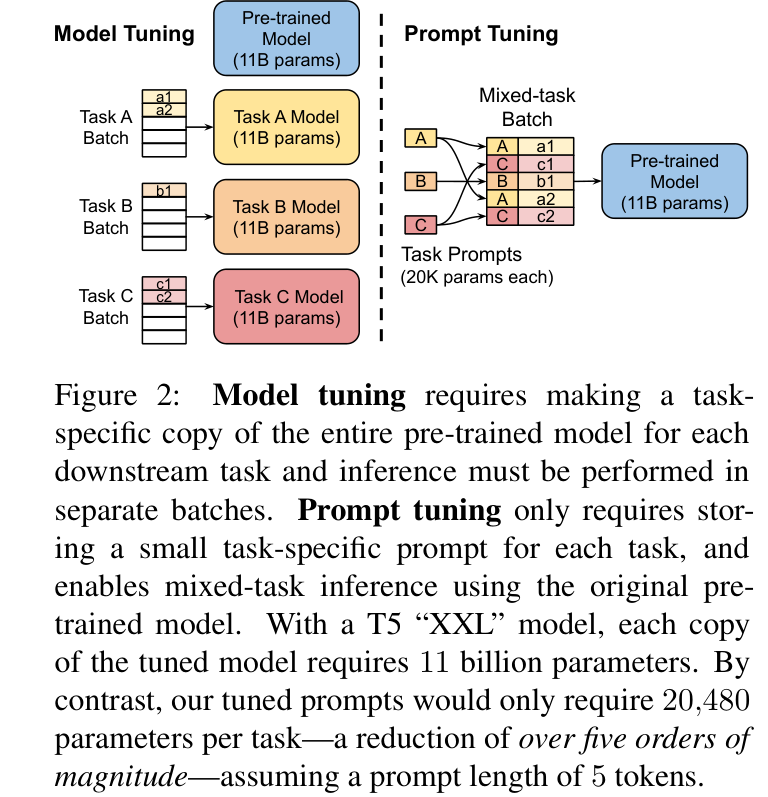 Model Tuning
Pre-trained
Model
(11B params)
Task A
Batch
a1
a2
Task A Model
(11B params)
Task B
Batch
b1
Task B Model
(11B params)
Task C
Batch
c1
c2
Task C Model
(11B params)
Prompt Tuning
Mixed-task
Batch
A
B
C
A a1
C c1
B b1
A a2
C c2
Pre-trained
Model
(11B params)
Task Prompts
(20K params each)
Figure 2: Model tuning requires making a task-
specific copy of the entire pre-trained model for each
downstream task and inference must be performed in
separate batches. Prompt tuning only requires stor-
ing a small task-specific prompt for each task, and
enables mixed-task inference using the original pre-
trained model. With a T5 “XXL” model, each copy
of the tuned model requires 11 billion parameters. By
contrast, our tuned prompts would only require 20,480
parameters per task—a reduction of over five orders of
magnitude—assuming a prompt length of 5 tokens.